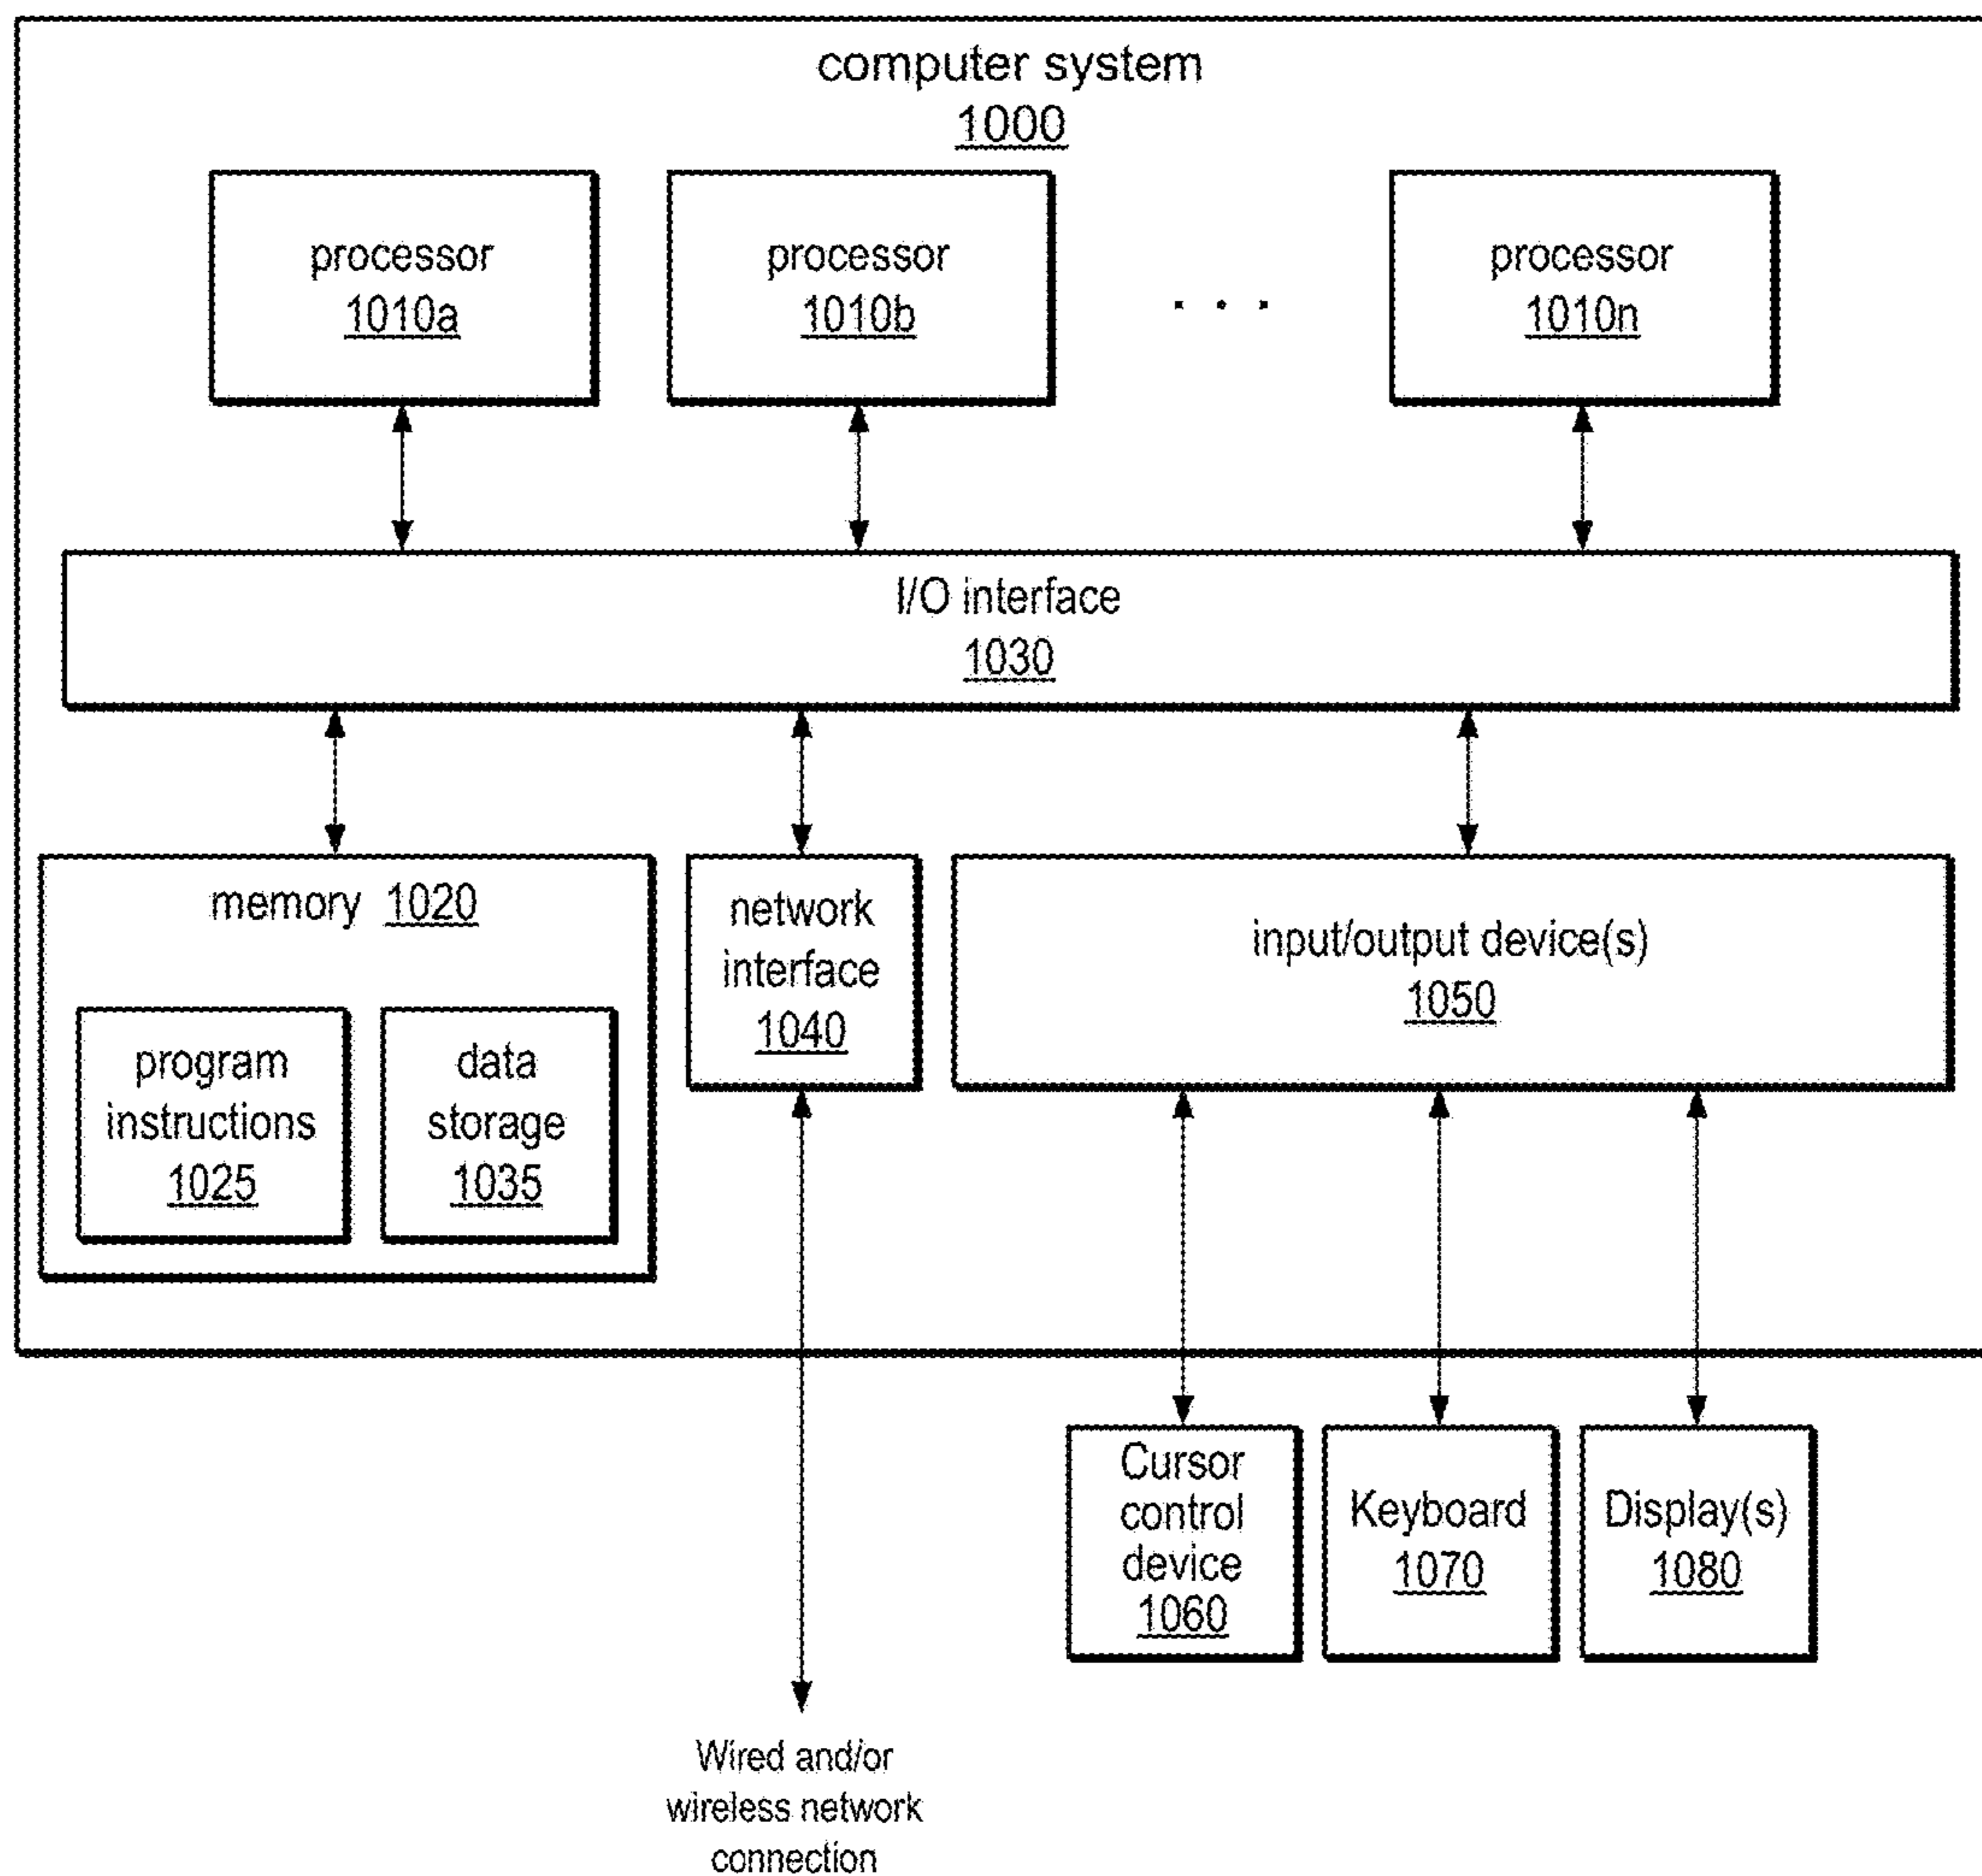 computer system
1000
processor
1010a
processor
1010b
. . .
processor
1010n
I/O interface
1030
memory 1020
program
instructions
1025
data
storage
1035
network
interface
1040
input/output device(s)
1050
Cursor
control
device
1060
Keyboard
1070
Display(s)
1080
Wired and/or
wireless network
connection